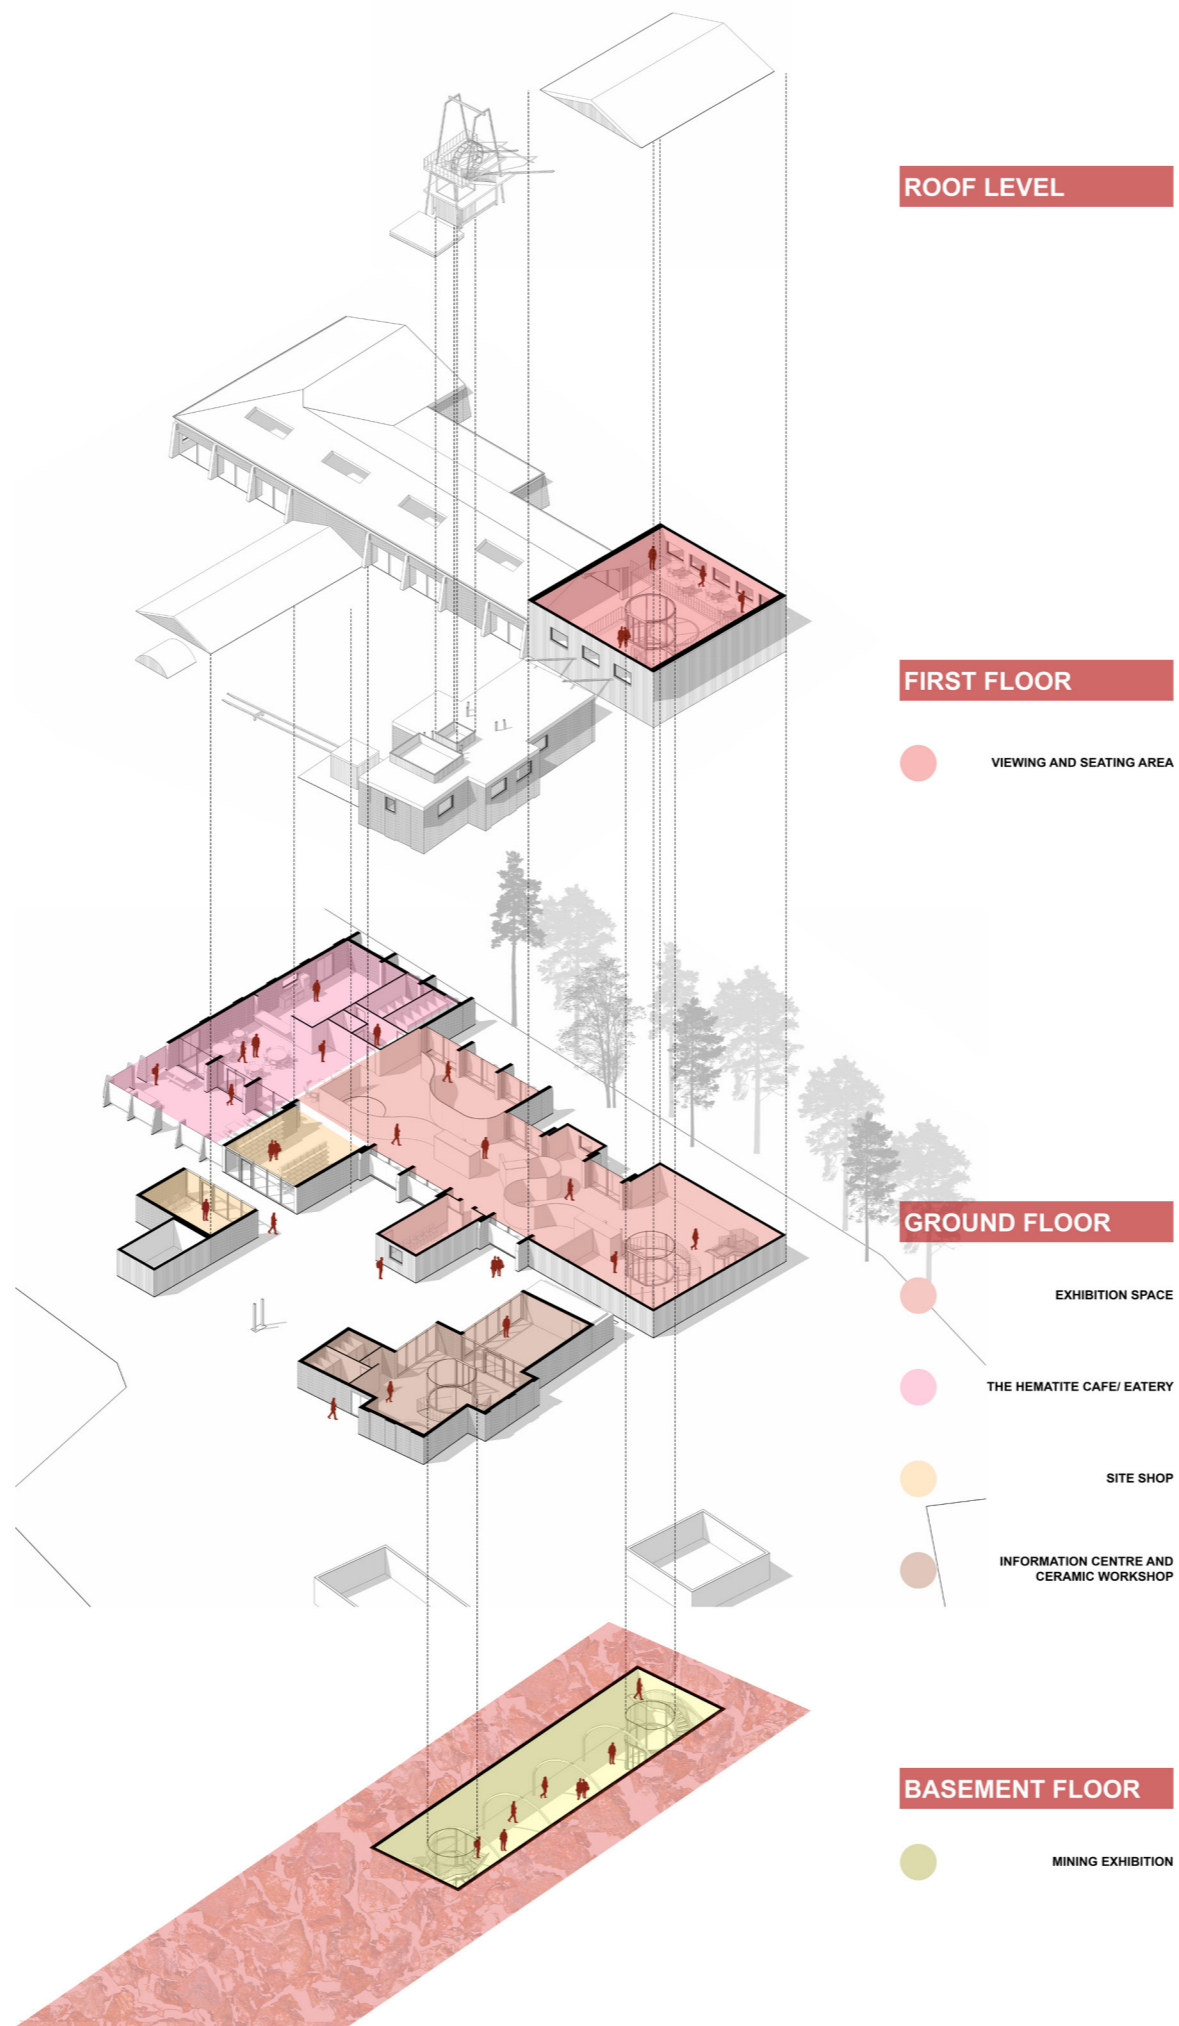 ROOF LEVEL
FIRST FLOOR
VIEWING AND SEATING AREA
GROUND FLOOR
EXHIBITION SPACE
THE HEMATITE CAFE/ EATERY
SITE SHOP
INFORMATION CENTRE AND
CERAMIC WORKSHOP
BASEMENT FLOOR
MINING EXHIBITION